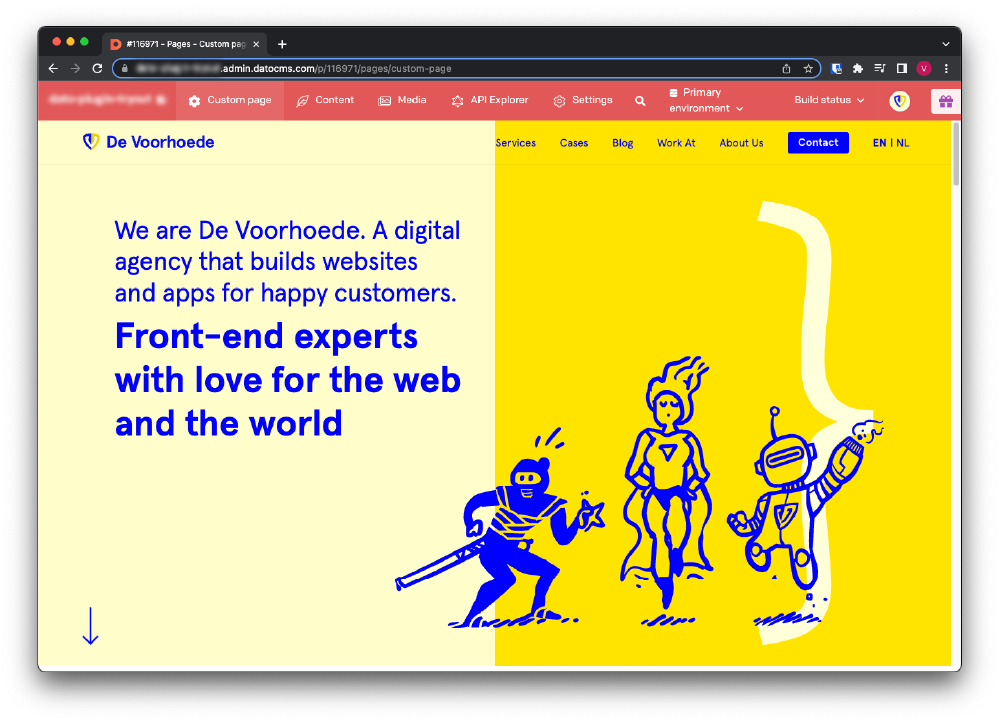 #116971 - Pages - Custom pag
.admin.datocms.com/p/116971/pages/custom-page
V
Custom page
Content
Media
API Explorer
Settings
Primary
environment
Build status
De Voorhoede
Services
Cases
Blog
Work At
About Us
Contact
EN | NL
We are De Voorhoede. A digital
agency that builds websites
and apps for happy customers.
Front-end experts
with love for the web
and the world